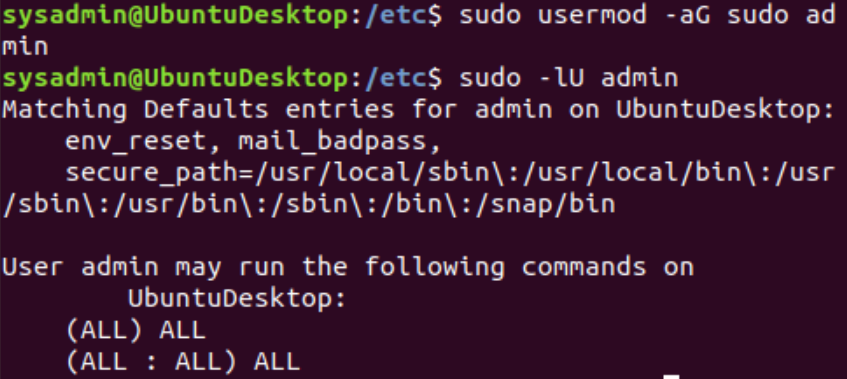 sysadmin@UbuntuDesktop:/etc$ sudo usermod -aG sudo ad
min
sysadmin@UbuntuDesktop:/etc$ sudo -lU admin
Matching Defaults entries for admin on UbuntuDesktop:
    env_reset, mail_badpass,
    secure_path=/usr/local/sbin\:/usr/local/bin\:/usr
/sbin\:/usr/bin\:/sbin\:/bin\:/snap/bin

User admin may run the following commands on
        UbuntuDesktop:
    (ALL) ALL
    (ALL : ALL) ALL